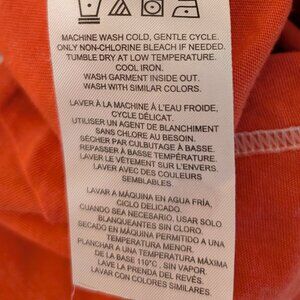 MACHINE WASH COLD, GENTLE CYCLE.
ONLY NON-CHLORINE BLEACH IF NEEDED.
TUMBLE DRY AT LOW TEMPERATURE.
COOL IRON.
WASH GARMENT INSIDE OUT.
WASH WITH SIMILAR COLORS.
LAVER À LA MACHINE À L'EAU FROIDE,
CYCLE DÉLICAT.
UTILISER UN AGENT DE BLANCHIMENT
SANS CHLORE AU BESOIN.
SÉCHER PAR CULBUTAGE À BASSE
TEMPÉRATURE.
REPASSER À BASSE TEMPÉRATURE.
LAVER LE VÊTEMENT SUR L'ENVERS.
LAVER AVEC DES COULEURS
SEMBLABLES.
LAVAR A MÁQUINA EN AGUA FRÍA,
CICLO DELICADO.
CUANDO SEA NECESARIO, USAR SOLO
BLANQUEANTES SIN CLORO.
SECADO EN MÁQUINA PERMITIDO A UNA
TEMPERATURA MENOR.
PLANCHAR A UNA TEMPERATURA MÁXIMA
DE LA BASE 110°C , SIN VAPOR.
LAVE LA PRENDA DEL REVÉS.
LAVAR CON COLORES SIMILARES.